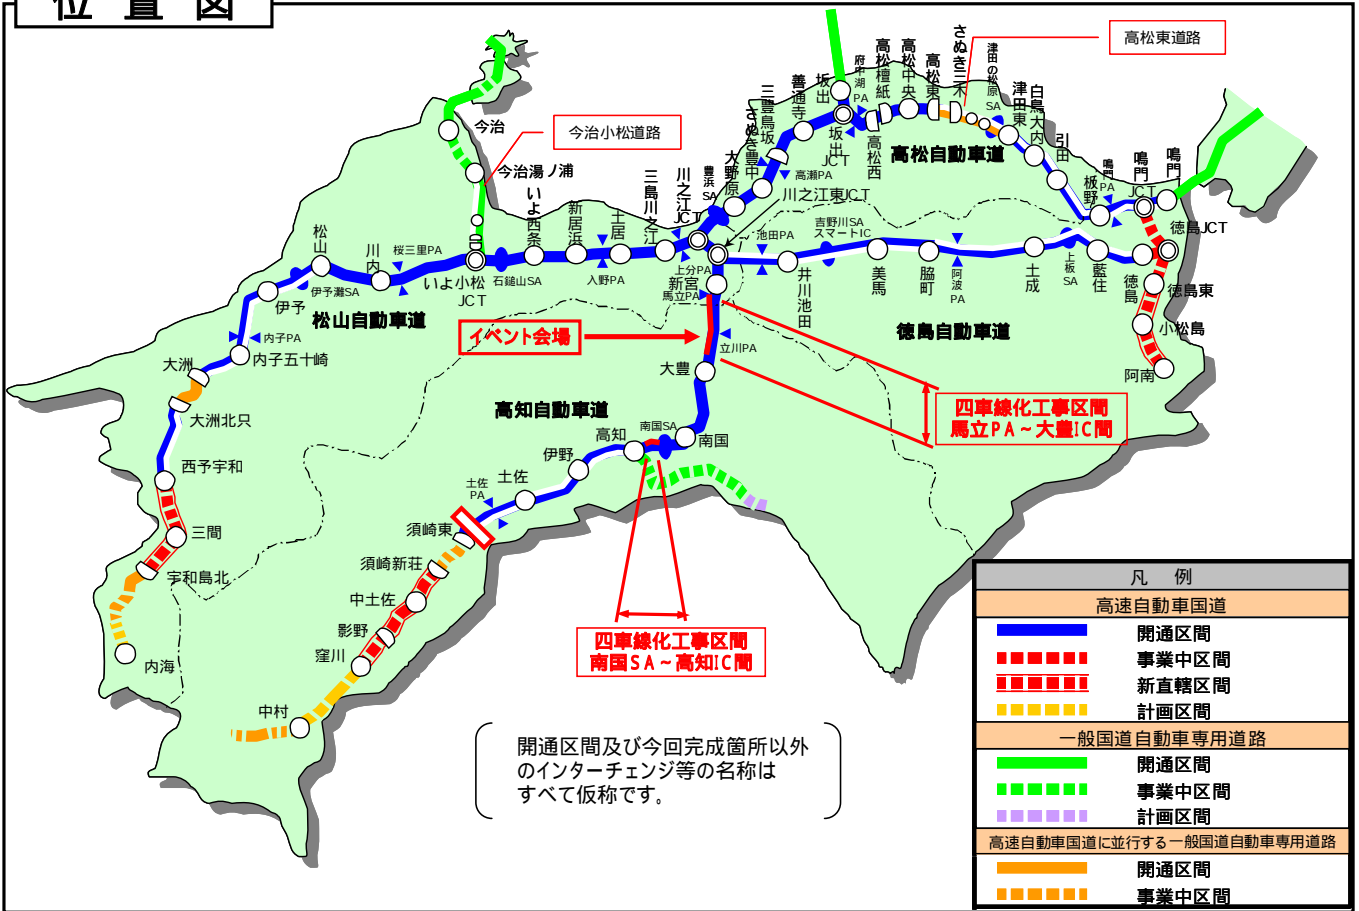 位置図
高松東道路
今治小松道路
今治
今治湯ノ浦
いよ西条
新居浜
土居
三島川之江
川之江JCT
豊浜SA
大野原
さぬき豊中
三豊鳥坂
善通寺
坂出
府中湖PA
高松檀紙
高松中央
高松東
さぬき三木
津田の松原SA
津田東
白鳥大内
引田
板野
鳴門PA
鳴門JCT
鳴門
坂出JCT
高松西
高松自動車道
高瀬PA
川之江東JCT
松山
川内
桜三里PA
伊予灘SA
伊予
いよ小松JCT
石鎚山SA
入野PA
上分PA
新宮
馬立PA
池田PA
井川池田
吉野川SA
スマートIC
美馬
脇町
阿波PA
土成
上板SA
藍住
徳島
徳島JCT
徳島東
小松島
阿南
松山自動車道
徳島自動車道
内子PA
内子五十崎
大洲
大洲北只
西予宇和
三間
宇和島北
内海
イベント会場
立川PA
大豊
高知自動車道
南国SA
南国
高知
伊野
土佐
土佐PA
須崎東
須崎新荘
中土佐
影野
窪川
中村
四車線化工事区間
馬立PA～大豊IC間
四車線化工事区間
南国SA～高知IC間
開通区間及び今回完成箇所以外
のインターチェンジ等の名称は
すべて仮称です。
凡 例
高速自動車国道
開通区間
事業中区間
新直轄区間
計画区間
一般国道自動車専用道路
開通区間
事業中区間
計画区間
高速自動車国道に並行する一般国道自動車専用道路
開通区間
事業中区間